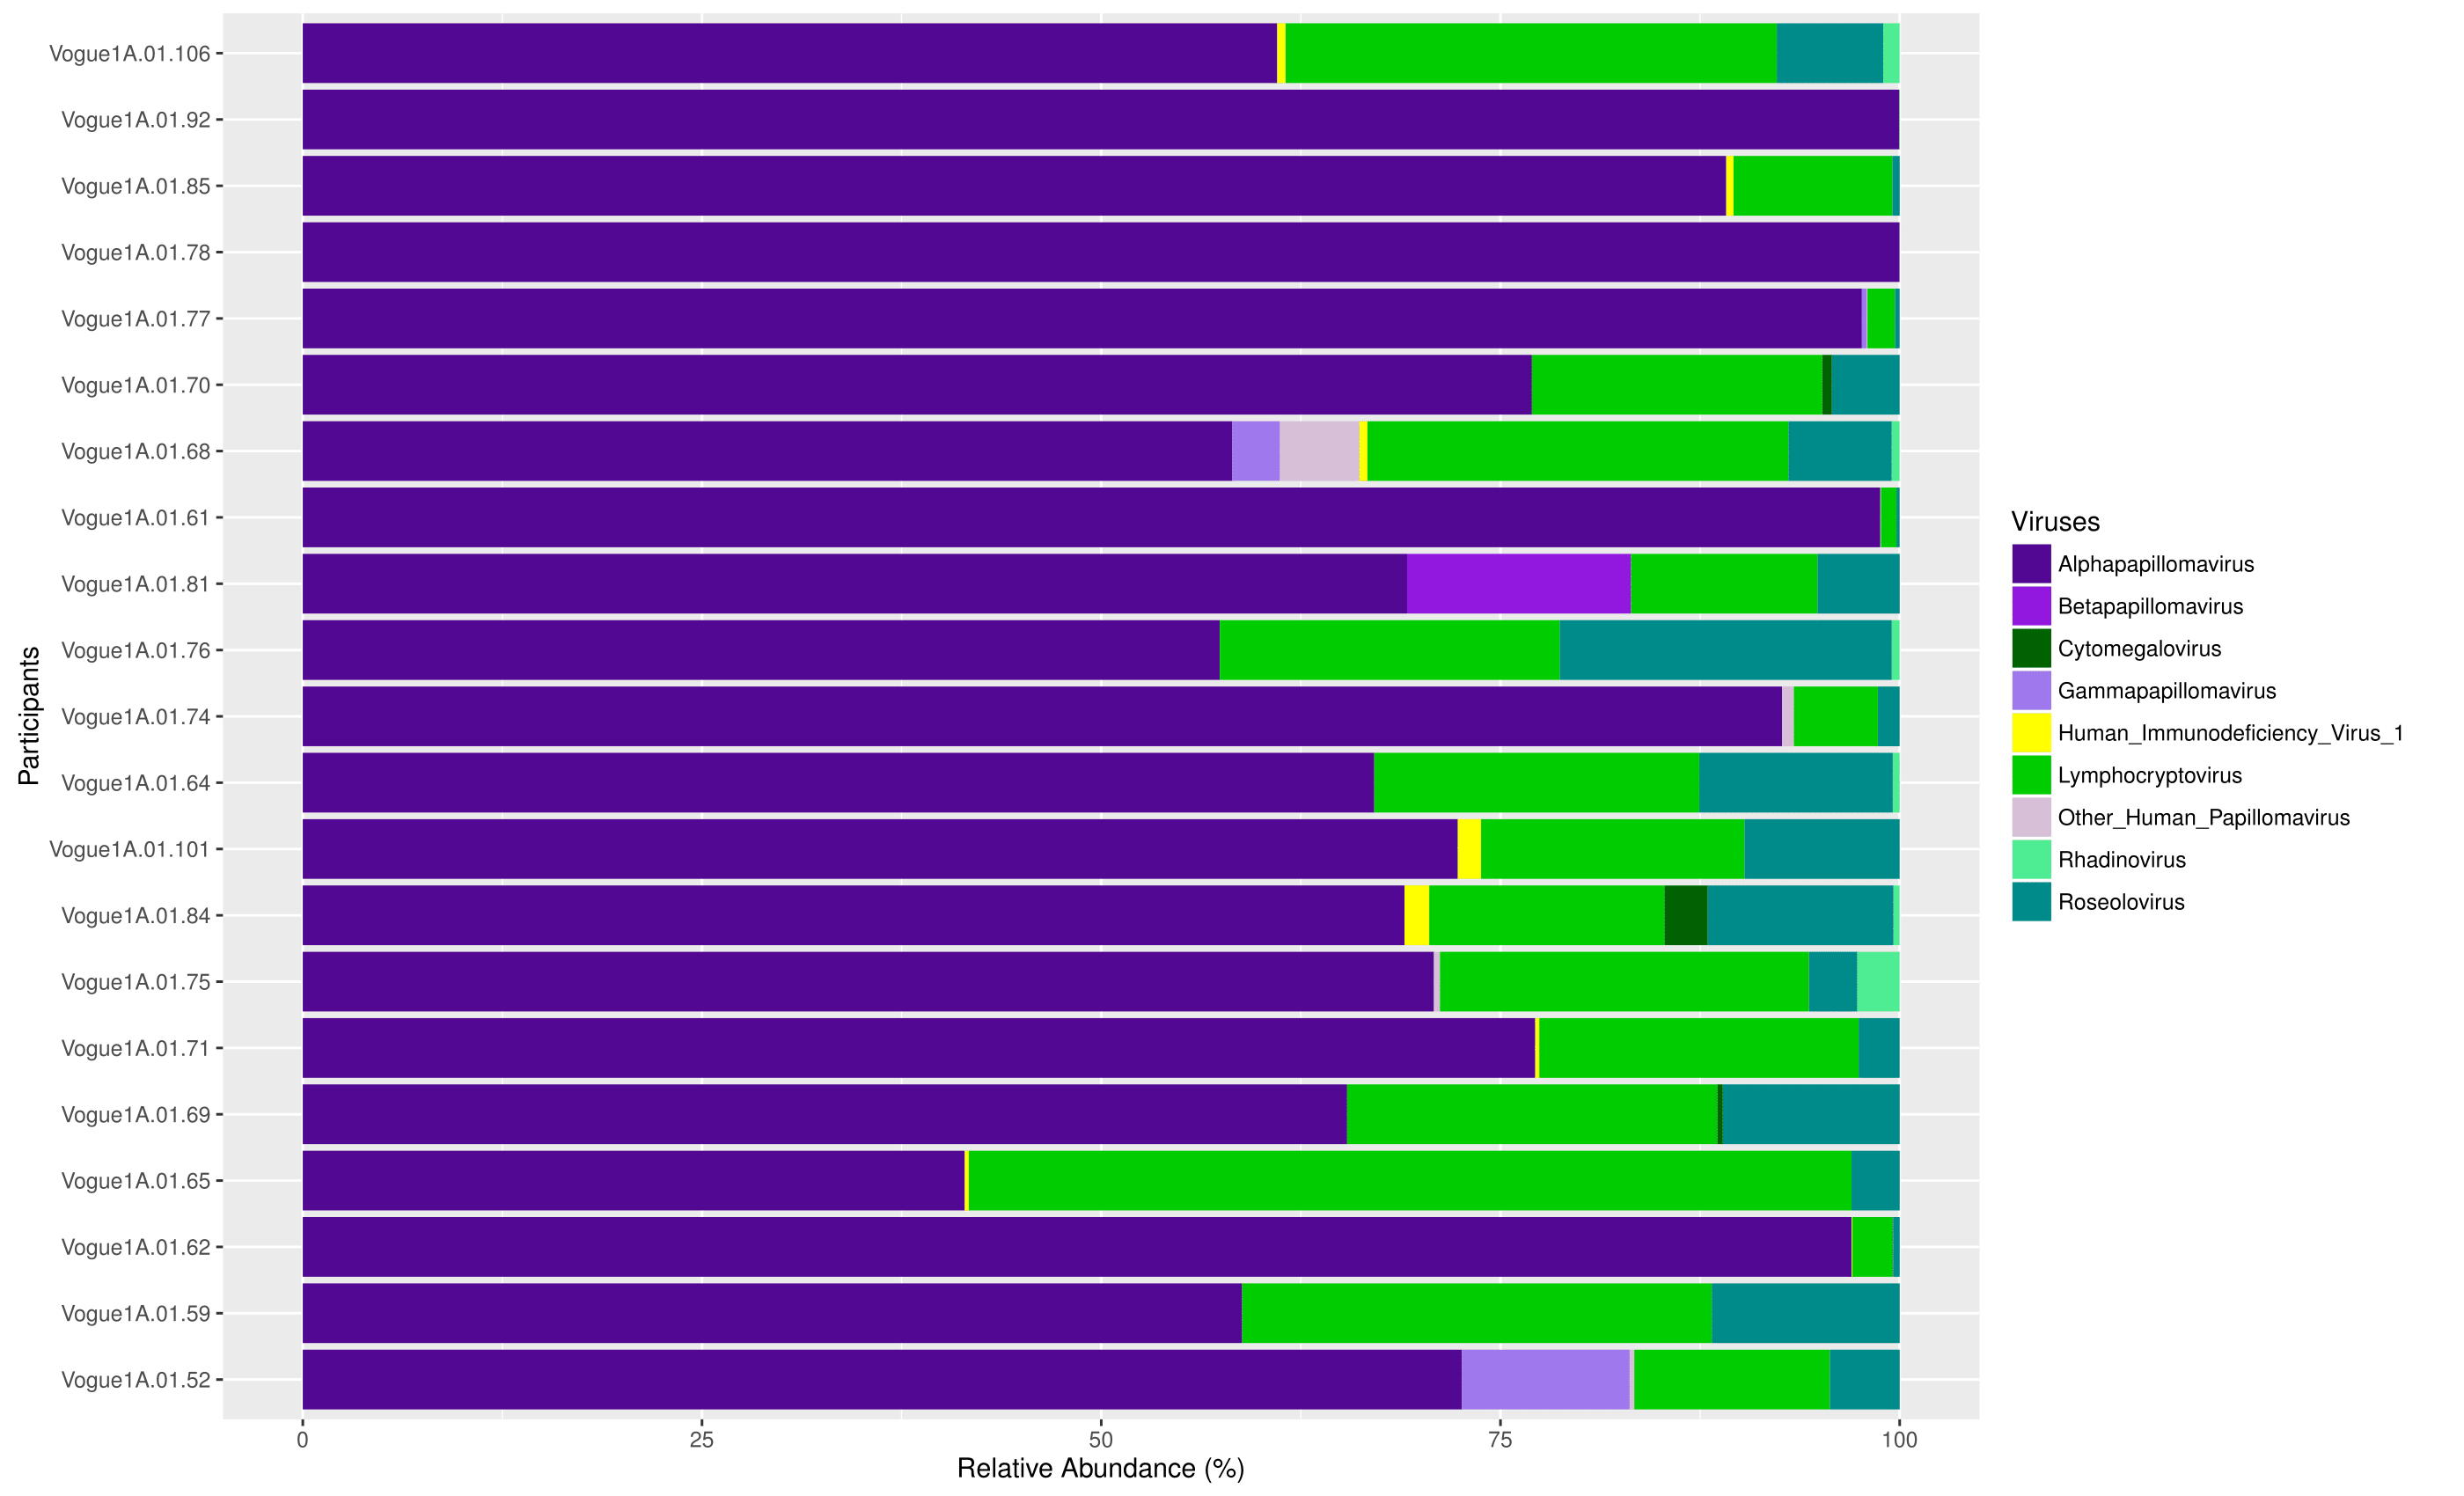 Vogue1A.01.106
Vogue1A.01.92
Vogue1A.01.85
Vogue1A.01.78
Vogue1A.01.77
Vogue1A.01.70
Vogue1A.01.68
Vogue1A.01.61
Vogue1A.01.81
Vogue1A.01.76
Vogue1A.01.74
Vogue1A.01.64
Vogue1A.01.101
Vogue1A.01.84
Vogue1A.01.75
Vogue1A.01.71
Vogue1A.01.69
Vogue1A.01.65
Vogue1A.01.62
Vogue1A.01.59
Vogue1A.01.52
Participants
0 25 50 75 100
Relative Abundance (%)
Viruses
Alphapapillomavirus
Betapapillomavirus
Cytomegalovirus
Gammapapillomavirus
Human_Immunodeficiency_Virus_1
Lymphocryptovirus
Other_Human_Papillomavirus
Rhadinovirus
Roseolovirus